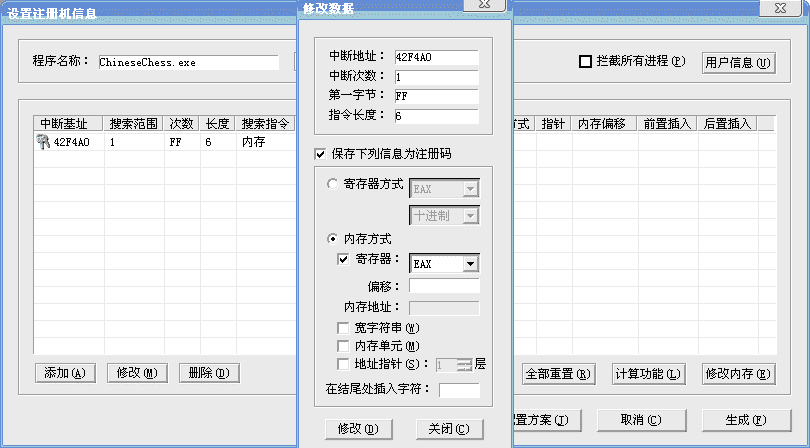 设置注册机信息
修改数据
程序名称：
ChineseChess.exe
拦截所有进程(P)
用户信息(U)
中断地址：
42F4A0
中断次数：
1
第一字节：
FF
指令长度：
6
中断基址 搜索范围 次数 长度 搜索指令
式 指针 内存偏移 前置插入 后置插入
42F4A0 1 FF 6 内存
保存下列信息为注册码
寄存器方式
EAX
十进制
内存方式
寄存器：
EAX
偏移：
内存地址：
宽字符串(W)
内存单元(M)
地址指针(S)：
1
层
在结尾处插入字符：
添加(A)
修改(M)
删除(D)
全部重置(R)
计算功能(L)
修改内存(E)
修改(D)
关闭(C)
置方案(T)
取消(C)
生成(F)